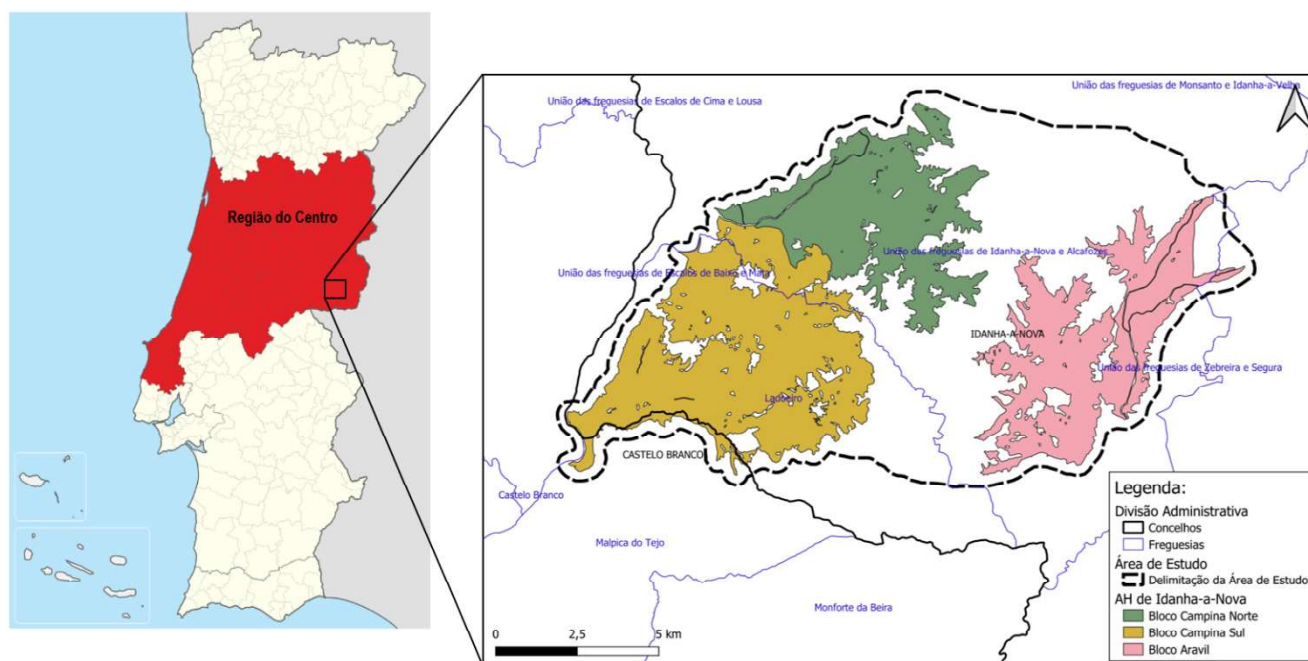 Região do Centro
União das freguesias de Escalos de Cima e Lousa
União das freguesias de Monsanto e Idanha-a-Velha
União das freguesias de Idanha-a-Nova e Alcafozes
União das freguesias de Escalos de Baixo e Mata
IDANHA-A-NOVA
União das freguesias de Zebreira e Segura
Ladoeiro
CASTELO BRANCO
Castelo Branco
Malpica do Tejo
Monforte da Beira
0 2,5 5 km
Legenda:
Divisão Administrativa
Concelhos
Freguesias
Área de Estudo
Delimitação da Área de Estudo
AH de Idanha-a-Nova
Bloco Campina Norte
Bloco Campina Sul
Bloco Aravil